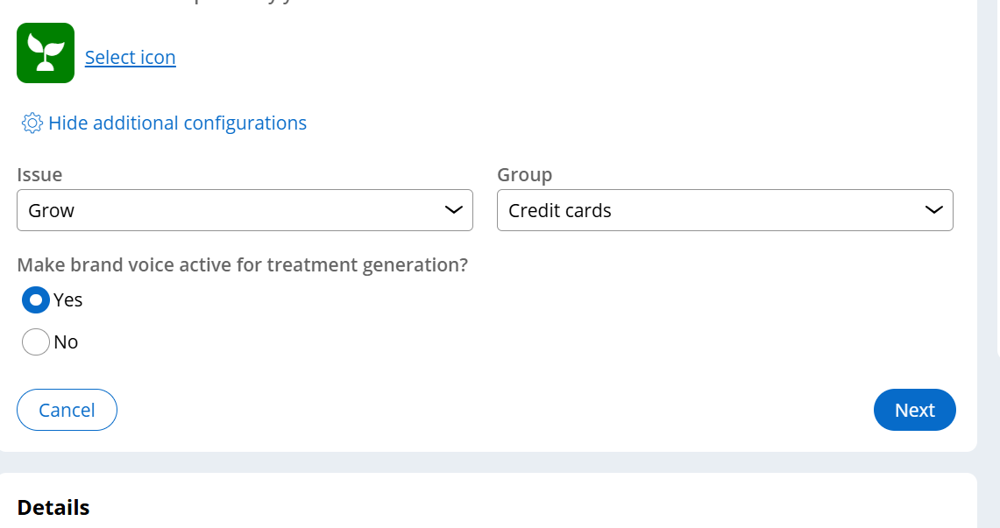 Select icon
Hide additional configurations
Issue
Group
Grow
Credit cards
Make brand voice active for treatment generation?
Yes
No
Cancel
Next
Details